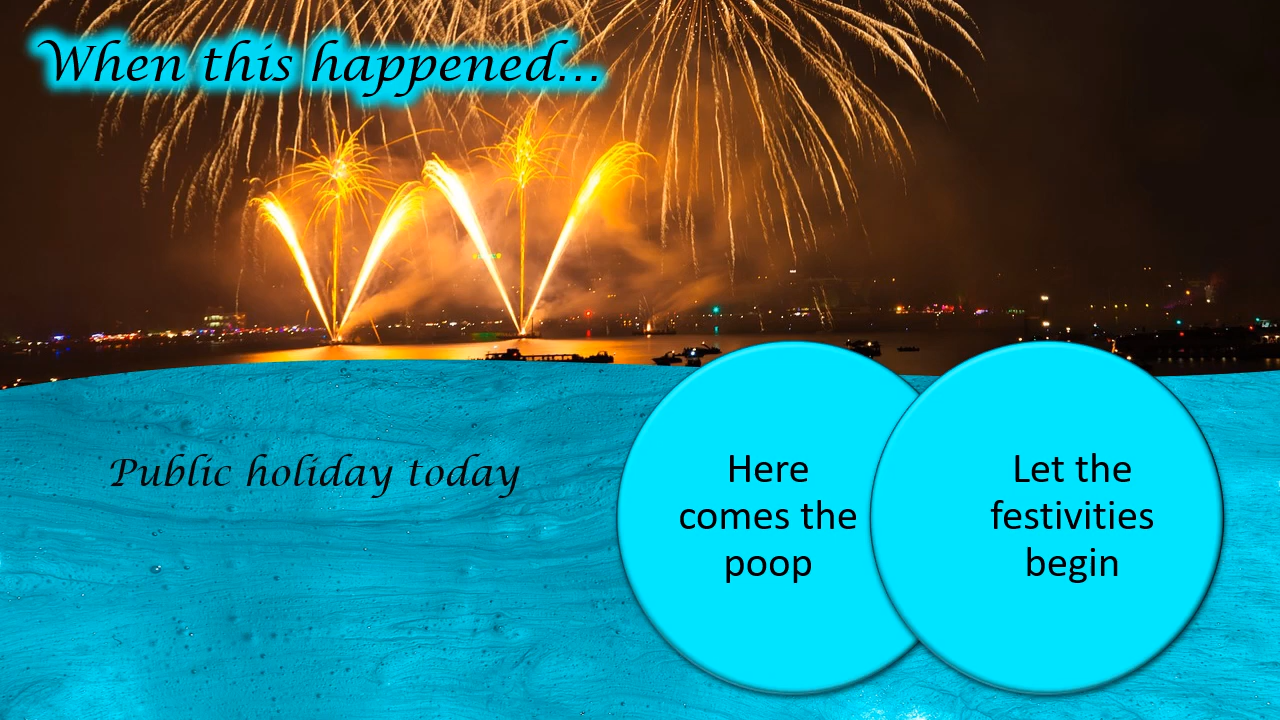 When this happened...
Public holiday today
Here
comes the
poop
Let the
festivities
begin